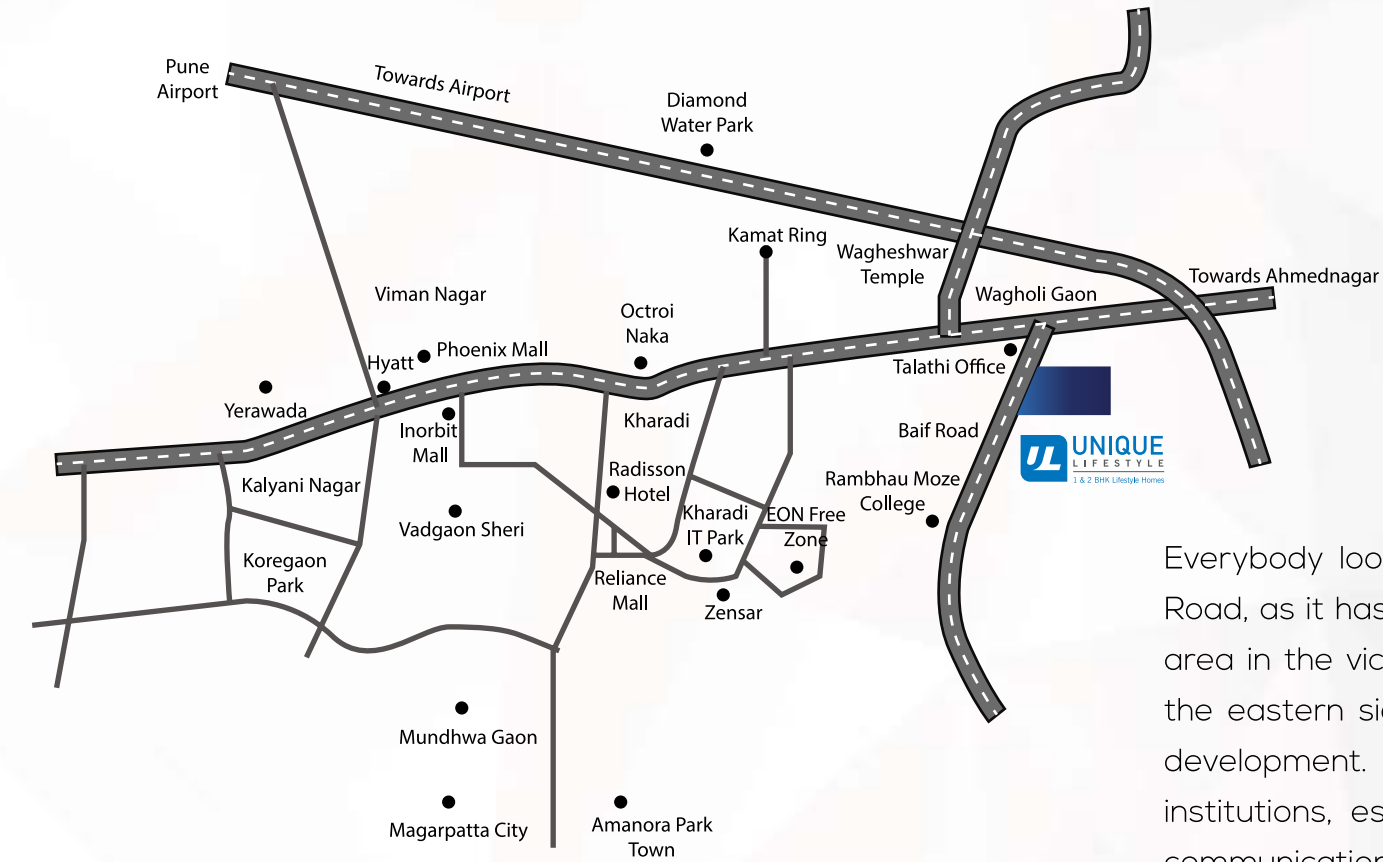 Pune
Airport
Towards Airport
Diamond
Water Park
Kamat Ring
Wagheshwar
Temple
Towards Ahmednagar
Wagholi Gaon
Viman Nagar
Octroi
Naka
Phoenix Mall
Hyatt
Talathi Office
Yerawada
Inorbit
Mall
Kharadi
Baif Road
UNIQUE
LIFESTYLE
1 & 2 BHK Lifestyle Homes
Kalyani Nagar
Radisson
Hotel
Rambhau Moze
College
Vadgaon Sheri
Kharadi
IT Park
EON Free
Zone
Koregaon
Park
Reliance
Mall
Zensar
Mundhwa Gaon
Magarpatta City
Amanora Park
Town
Everybody loo
Road, as it has
area in the vic
the eastern si
development.
institutions, es
communication